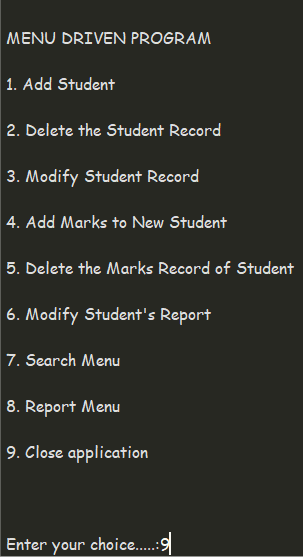 MENU DRIVEN PROGRAM
1. Add Student
2. Delete the Student Record
3. Modify Student Record
4. Add Marks to New Student
5. Delete the Marks Record of Student
6. Modify Student's Report
7. Search Menu
8. Report Menu
9. Close application
Enter your choice.....:9